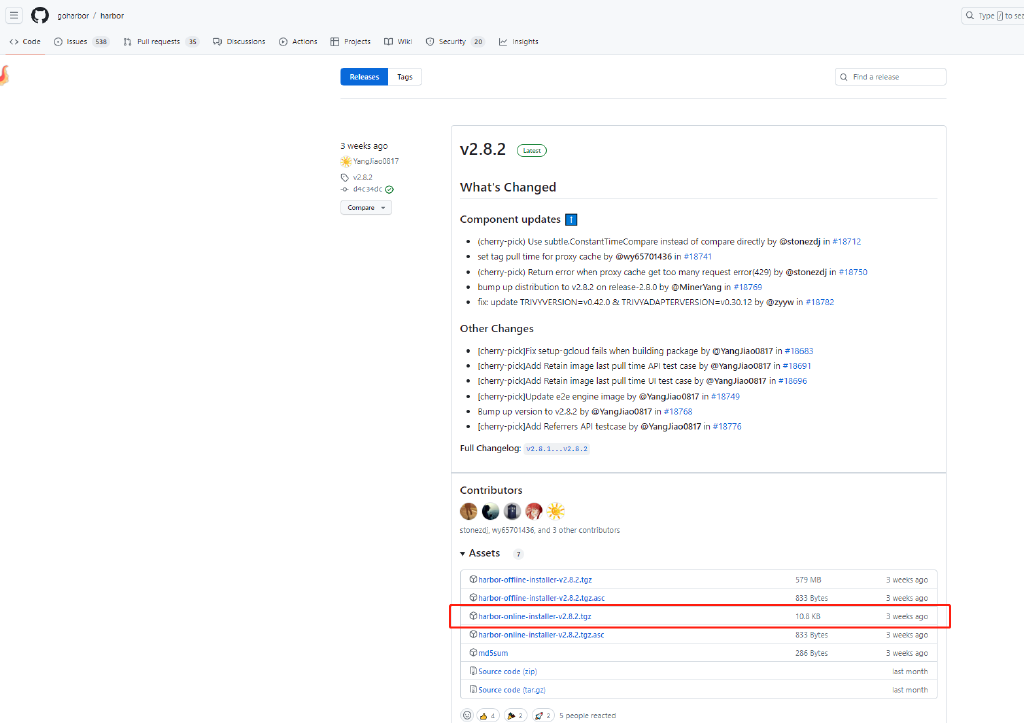 goharbor / harbor
Type / to sea
Code
Issues 538
Pull requests 35
Discussions
Actions
Projects
Wiki
Security 20
Insights
Releases Tags
Find a release
3 weeks ago
YangJiao0817
v2.8.2
d4c34dc
Compare
v2.8.2 Latest
What's Changed
Component updates
(cherry-pick) Use subtle.ConstantTimeCompare instead of compare directly by @stonezdj in #18712
set tag pull time for proxy cache by @wy65701436 in #18741
(cherry-pick) Return error when proxy cache get too many request error(429) by @stonezdj in #18750
bump up distribution to v2.8.2 on release-2.8.0 by @MinerYang in #18769
fix: update TRIVYVERSION=v0.42.0 & TRIVYADAPTERVERSION=v0.30.12 by @zyyw in #18782
Other Changes
[cherry-pick]Fix setup-gcloud fails when building package by @YangJiao0817 in #18683
[cherry-pick]Add Retain image last pull time API test case by @YangJiao0817 in #18691
[cherry-pick]Add Retain image last pull time UI test case by @YangJiao0817 in #18696
[cherry-pick]Update e2e engine image by @YangJiao0817 in #18749
Bump up version to v2.8.2 by @YangJiao0817 in #18768
[cherry-pick]Add Referrers API testcase by @YangJiao0817 in #18776
Full Changelog: v2.8.1...v2.8.2
Contributors
stonezdj, wy65701436, and 3 other contributors
Assets 7
harbor-offline-installer-v2.8.2.tgz 579 MB 3 weeks ago
harbor-offline-installer-v2.8.2.tgz.asc 833 Bytes 3 weeks ago
harbor-online-installer-v2.8.2.tgz 10.6 KB 3 weeks ago
harbor-online-installer-v2.8.2.tgz.asc 833 Bytes 3 weeks ago
md5sum 286 Bytes 3 weeks ago
Source code (zip) last month
Source code (tar.gz) last month
4 2 2 5 people reacted